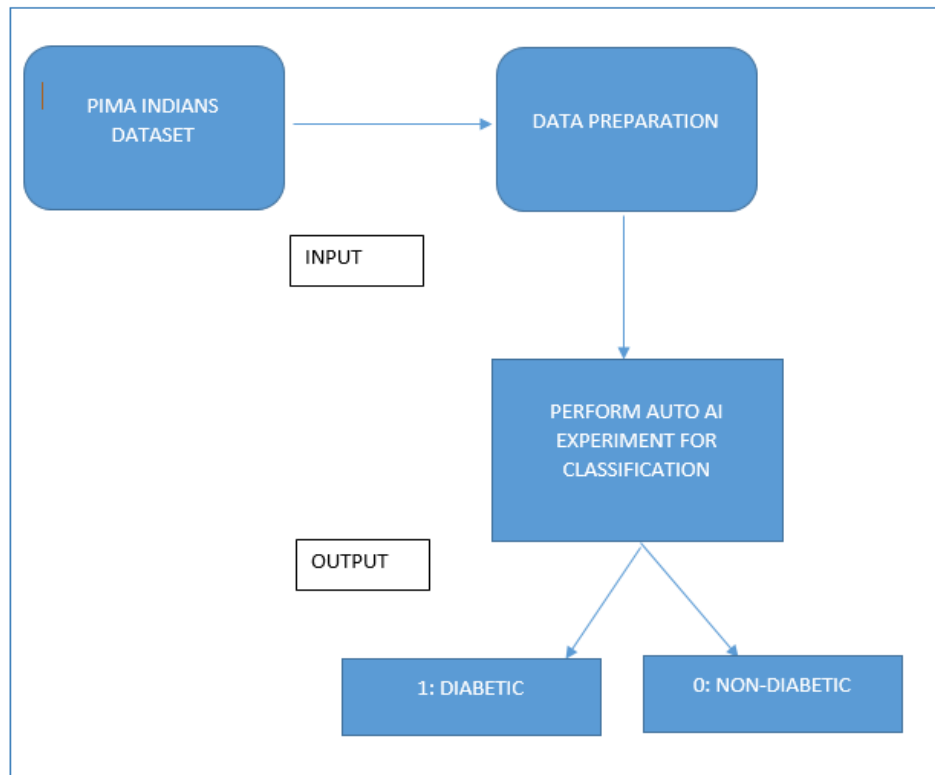 PIMA INDIANS
DATASET
DATA PREPARATION
INPUT
PERFORM AUTO AI
EXPERIMENT FOR
CLASSIFICATION
OUTPUT
1: DIABETIC
0: NON-DIABETIC